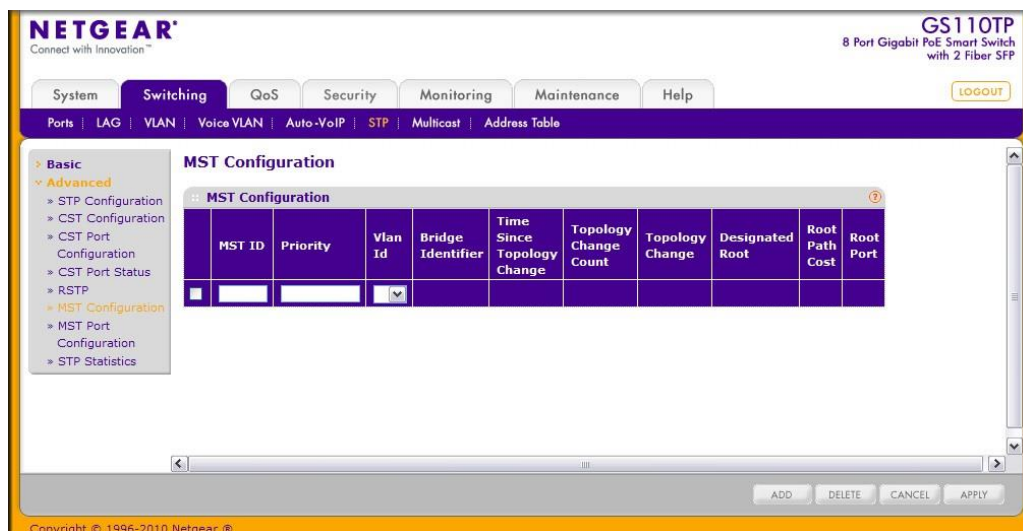 NETGEAR®
Connect with Innovation™
GS110TP
8 Port Gigabit PoE Smart Switch
with 2 Fiber SFP
System Switching QoS Security Monitoring Maintenance Help
LOGOUT
Ports | LAG | VLAN | Voice VLAN | Auto-VoIP | STP | Multicast | Address Table
Basic
Advanced
» STP Configuration
» CST Configuration
» CST Port
Configuration
» CST Port Status
» RSTP
» MST Configuration
» MST Port
Configuration
» STP Statistics
MST Configuration
MST Configuration
?
MST ID
Priority
Vlan
Id
Bridge
Identifier
Time
Since
Topology
Change
Topology
Change
Count
Topology
Change
Designated
Root
Root
Path
Cost
Root
Port
ADD DELETE CANCEL APPLY
Copyright © 1996-2010 Netgear ®